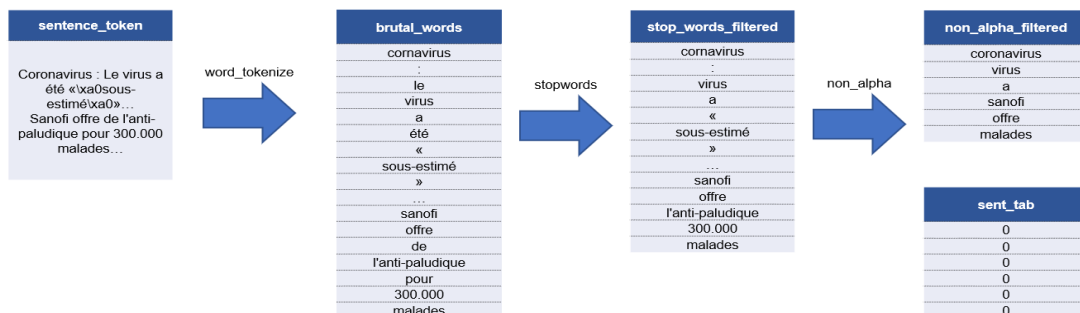 sentence_token
Coronavirus : Le virus a
été «\xa0sous-
estimé\xa0»…
Sanofi offre de l'anti-
paludique pour 300.000
malades…
word_tokenize
brutal_words
cornavirus
:
le
virus
a
été
«
sous-estimé
»
…
sanofi
offre
de
l'anti-paludique
pour
300.000
malades
stopwords
stop_words_filtered
cornavirus
:
virus
a
«
sous-estimé
»
…
sanofi
offre
l'anti-paludique
300.000
malades
non_alpha
non_alpha_filtered
coronavirus
virus
a
sanofi
offre
malades
sent_tab
0
0
0
0
0
0